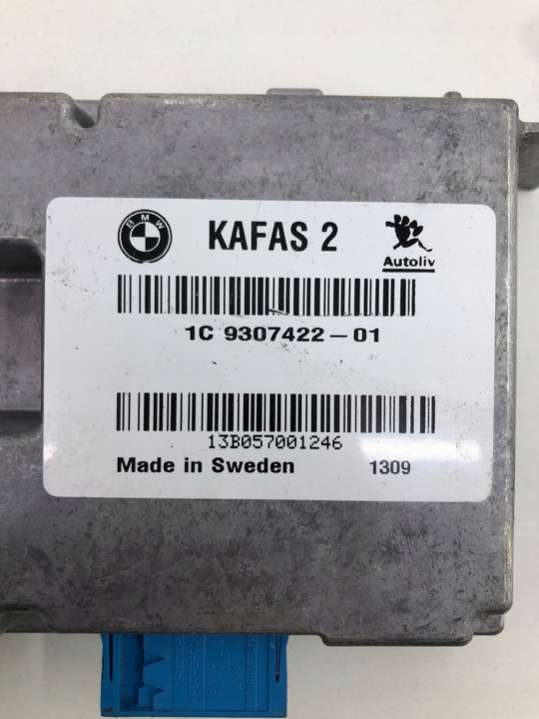 BMW
KAFAS 2
Autoliv
1C 9307422-01
13B057001246
Made in Sweden 1309